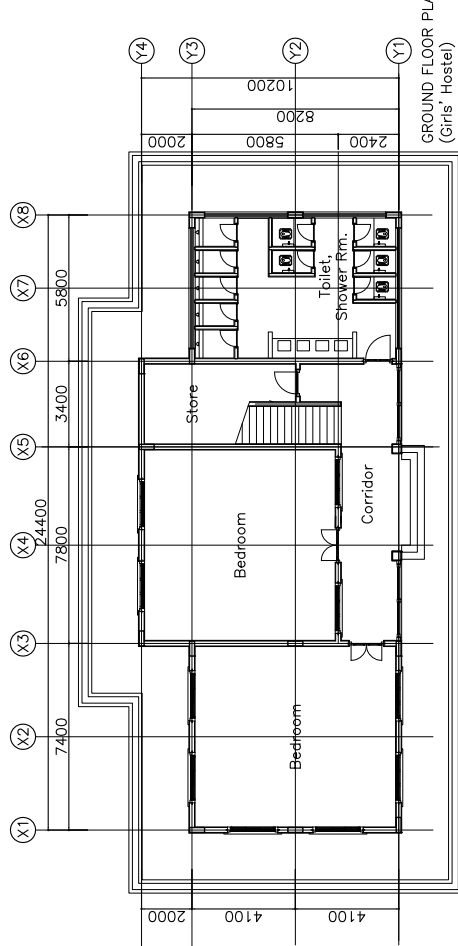 X1
X2
X3
X4
X5
X6
X7
X8
24400
7400
7800
3400
5800
Y4
Y3
Y2
Y1
2000
4100
4100
2000
5800
2400
8200
10200
Bedroom
Bedroom
Store
Corridor
Toilet,
Shower Rm.
GROUND FLOOR PLA
(Girls' Hostel)